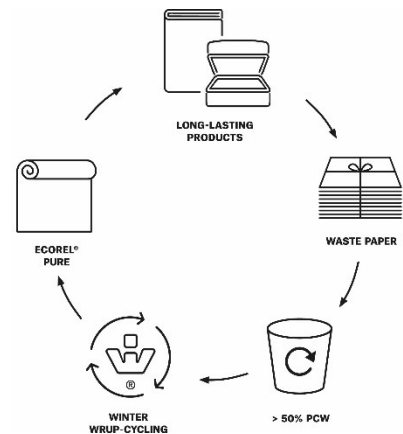 LONG-LASTING
PRODUCTS
WASTE PAPER
> 50% PCW
®
WINTER
WRUP-CYCLING
ECOREL®
PURE